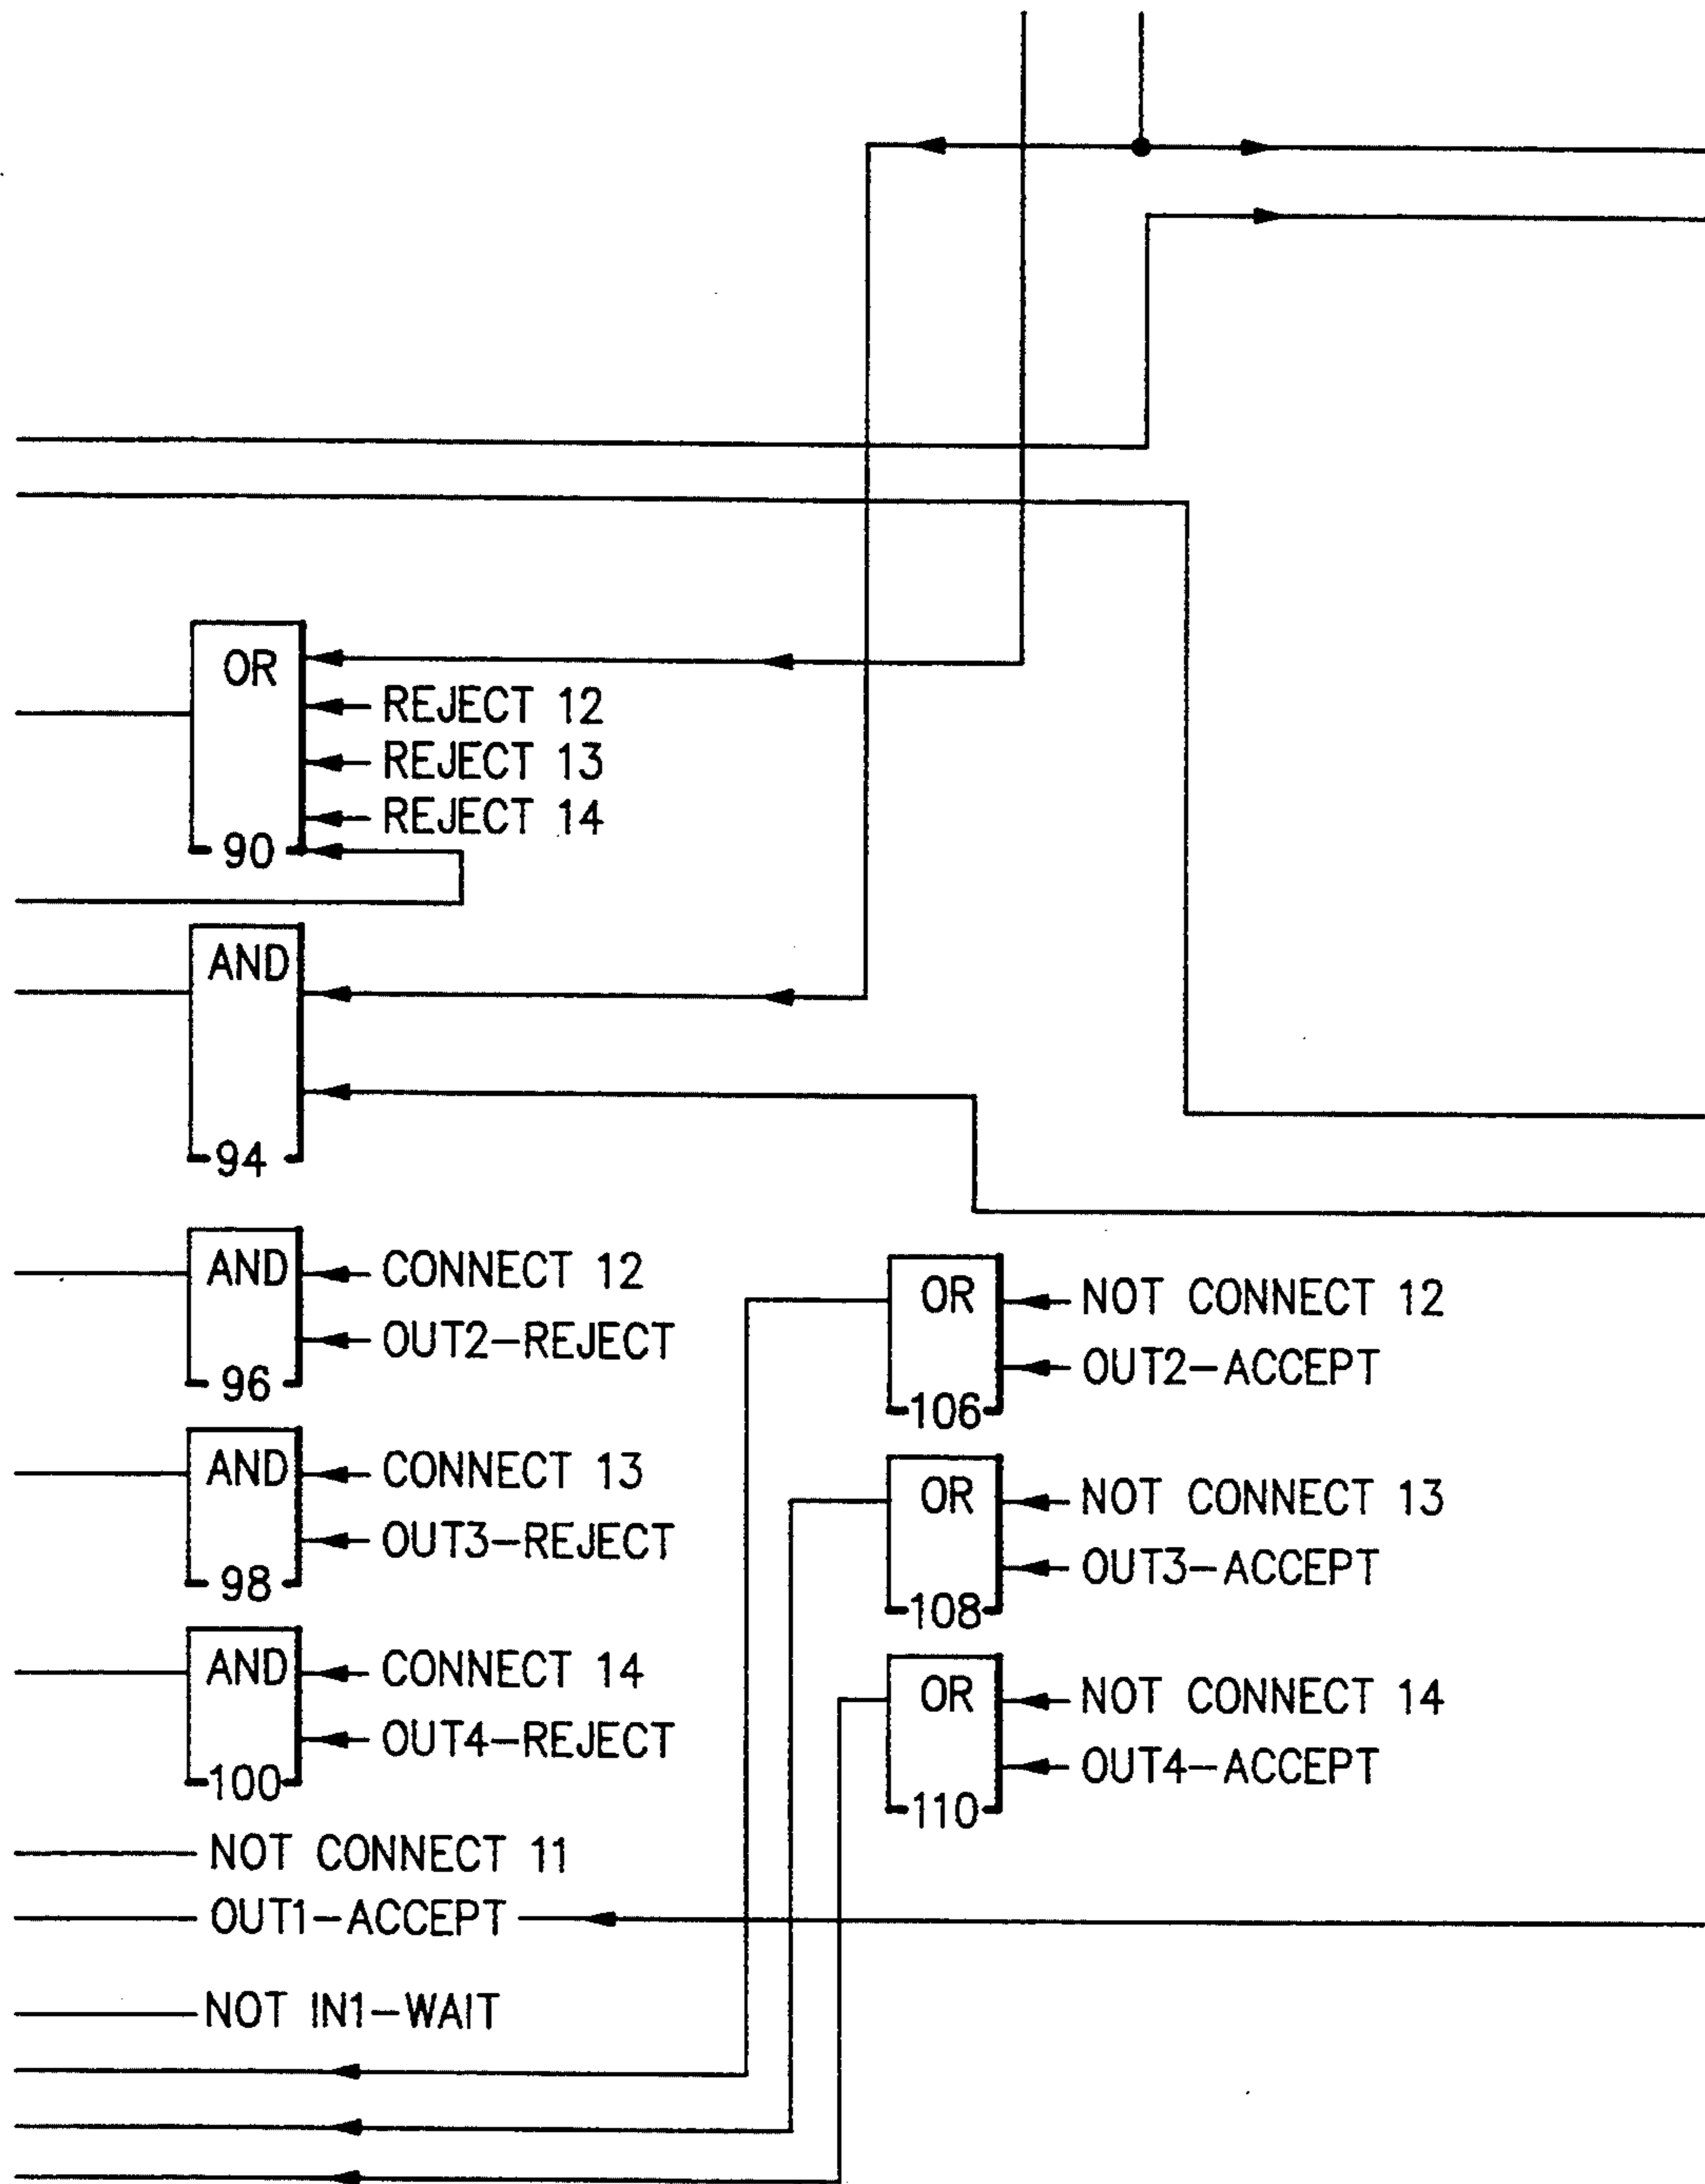 OR
REJECT 12
REJECT 13
REJECT 14
90
AND
94
AND
CONNECT 12
OUT2-REJECT
96
AND
CONNECT 13
OUT3-REJECT
98
AND
CONNECT 14
OUT4-REJECT
100
OR
NOT CONNECT 12
OUT2-ACCEPT
106
OR
NOT CONNECT 13
OUT3-ACCEPT
108
OR
NOT CONNECT 14
OUT4-ACCEPT
110
NOT CONNECT 11
OUT1-ACCEPT
NOT IN1-WAIT